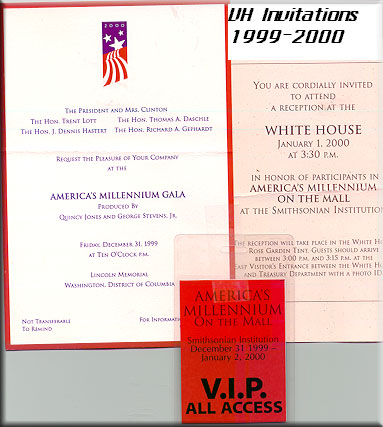 VH Invitations
1999-2000
2000
The President and Mrs. Clinton
The Hon. Trent Lott The Hon. Thomas A. Daschle
The Hon. J. Dennis Hastert The Hon. Richard A. Gephardt
Request the Pleasure of Your Company
at the
America's Millennium Gala
Produced by
Quincy Jones and George Stevens, Jr.
Friday, December 31, 1999
at Ten O'Clock p.m.
Lincoln Memorial
Washington, District of Columbia
Not Transferable
To Remind
For Information
You are cordially invited
to attend
a reception at the
White House
January 1, 2000
at 3:30 p.m.
In honor of participants in
America's Millennium
on the Mall
at the Smithsonian Institution
The reception will take place in the White Ho
Rose Garden Tent. Guests should arrive
between 3:00 p.m. and 3:15 p.m. at the
East Visitor's Entrance between the White Ho
and Treasury Department with a photo ID
America's
Millennium
On the Mall
Smithsonian Institution
December 31 1999 –
January 2, 2000
V.I.P.
ALL ACCESS